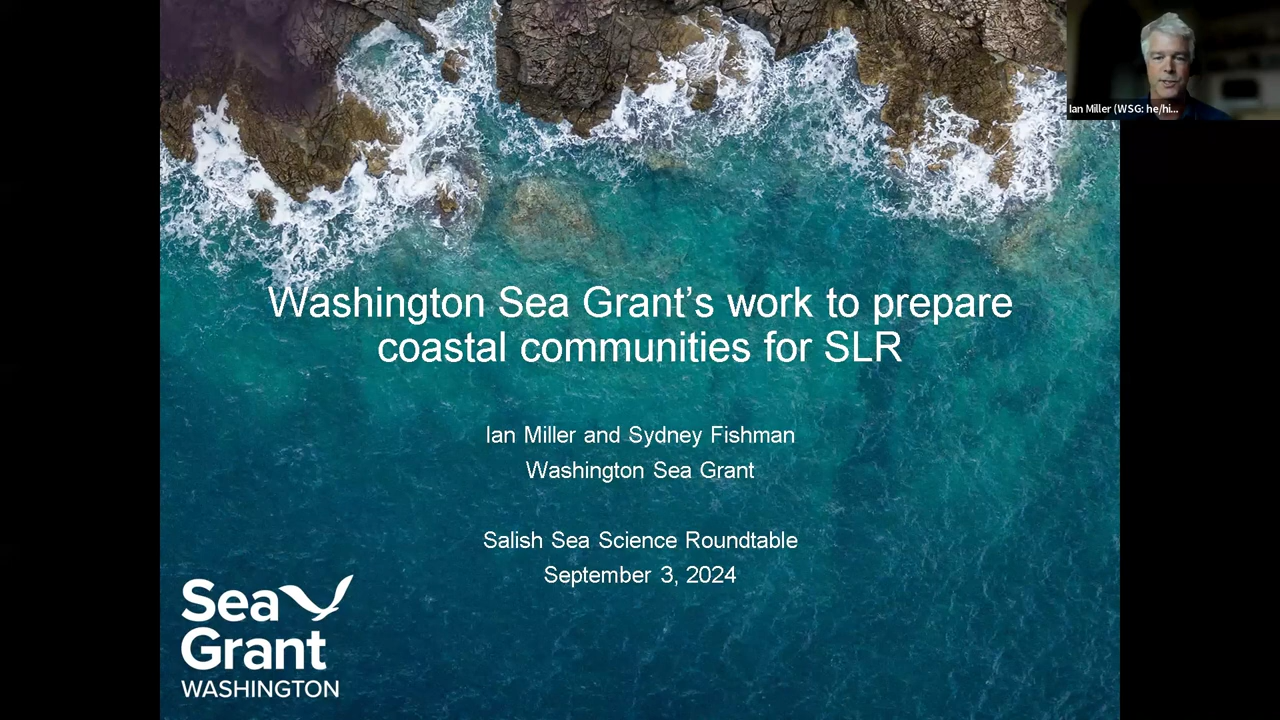 Ian Miller (WSG: he/hi...
Washington Sea Grant’s work to prepare
coastal communities for SLR
Ian Miller and Sydney Fishman
Washington Sea Grant
Salish Sea Science Roundtable
September 3, 2024
Sea
Grant
WASHINGTON